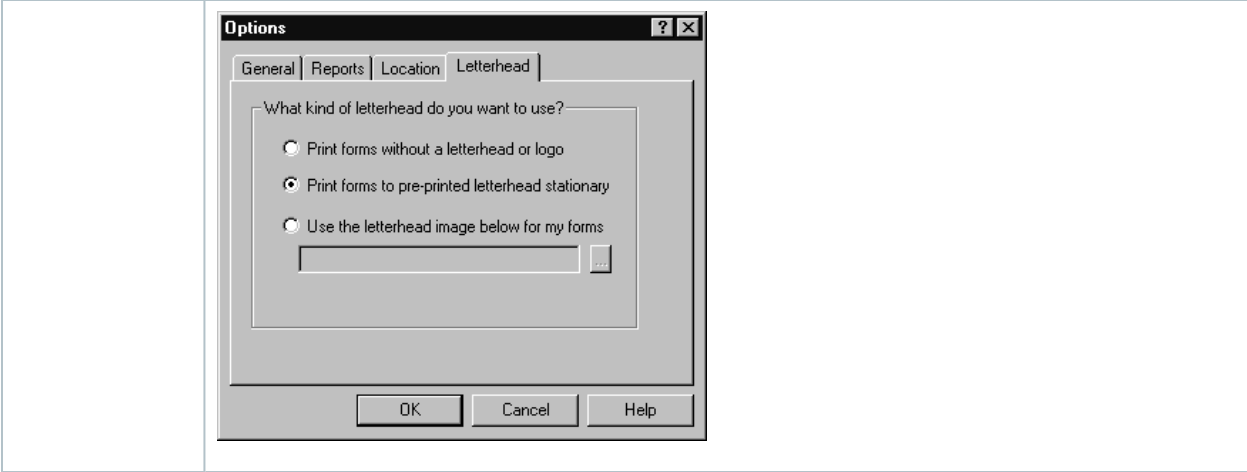 Options
General Reports Location Letterhead
What kind of letterhead do you want to use?
Print forms without a letterhead or logo
Print forms to pre-printed letterhead stationary
Use the letterhead image below for my forms
...
OK Cancel Help